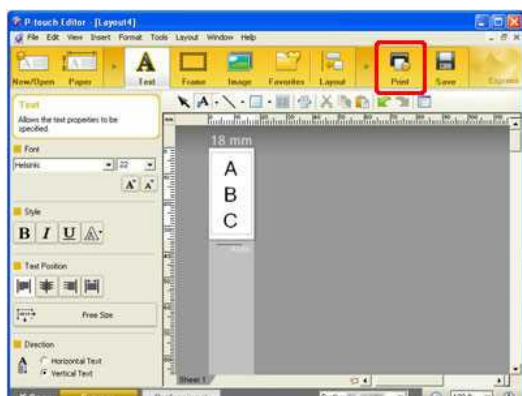 P-touch Editor - [Layout4]
File Edit View Insert Format Tools Layout Window Help
New/Open Paper Text Frame Image Favorites Layout Print Save Express
Text
Allows the text properties to be
specified.
Font
Helsinki 22
A A
Style
B I U A
Text Position
Free Size
Direction
A
Horizontal Text
Vertical Text
18 mm
A
B
C
Sheet 1